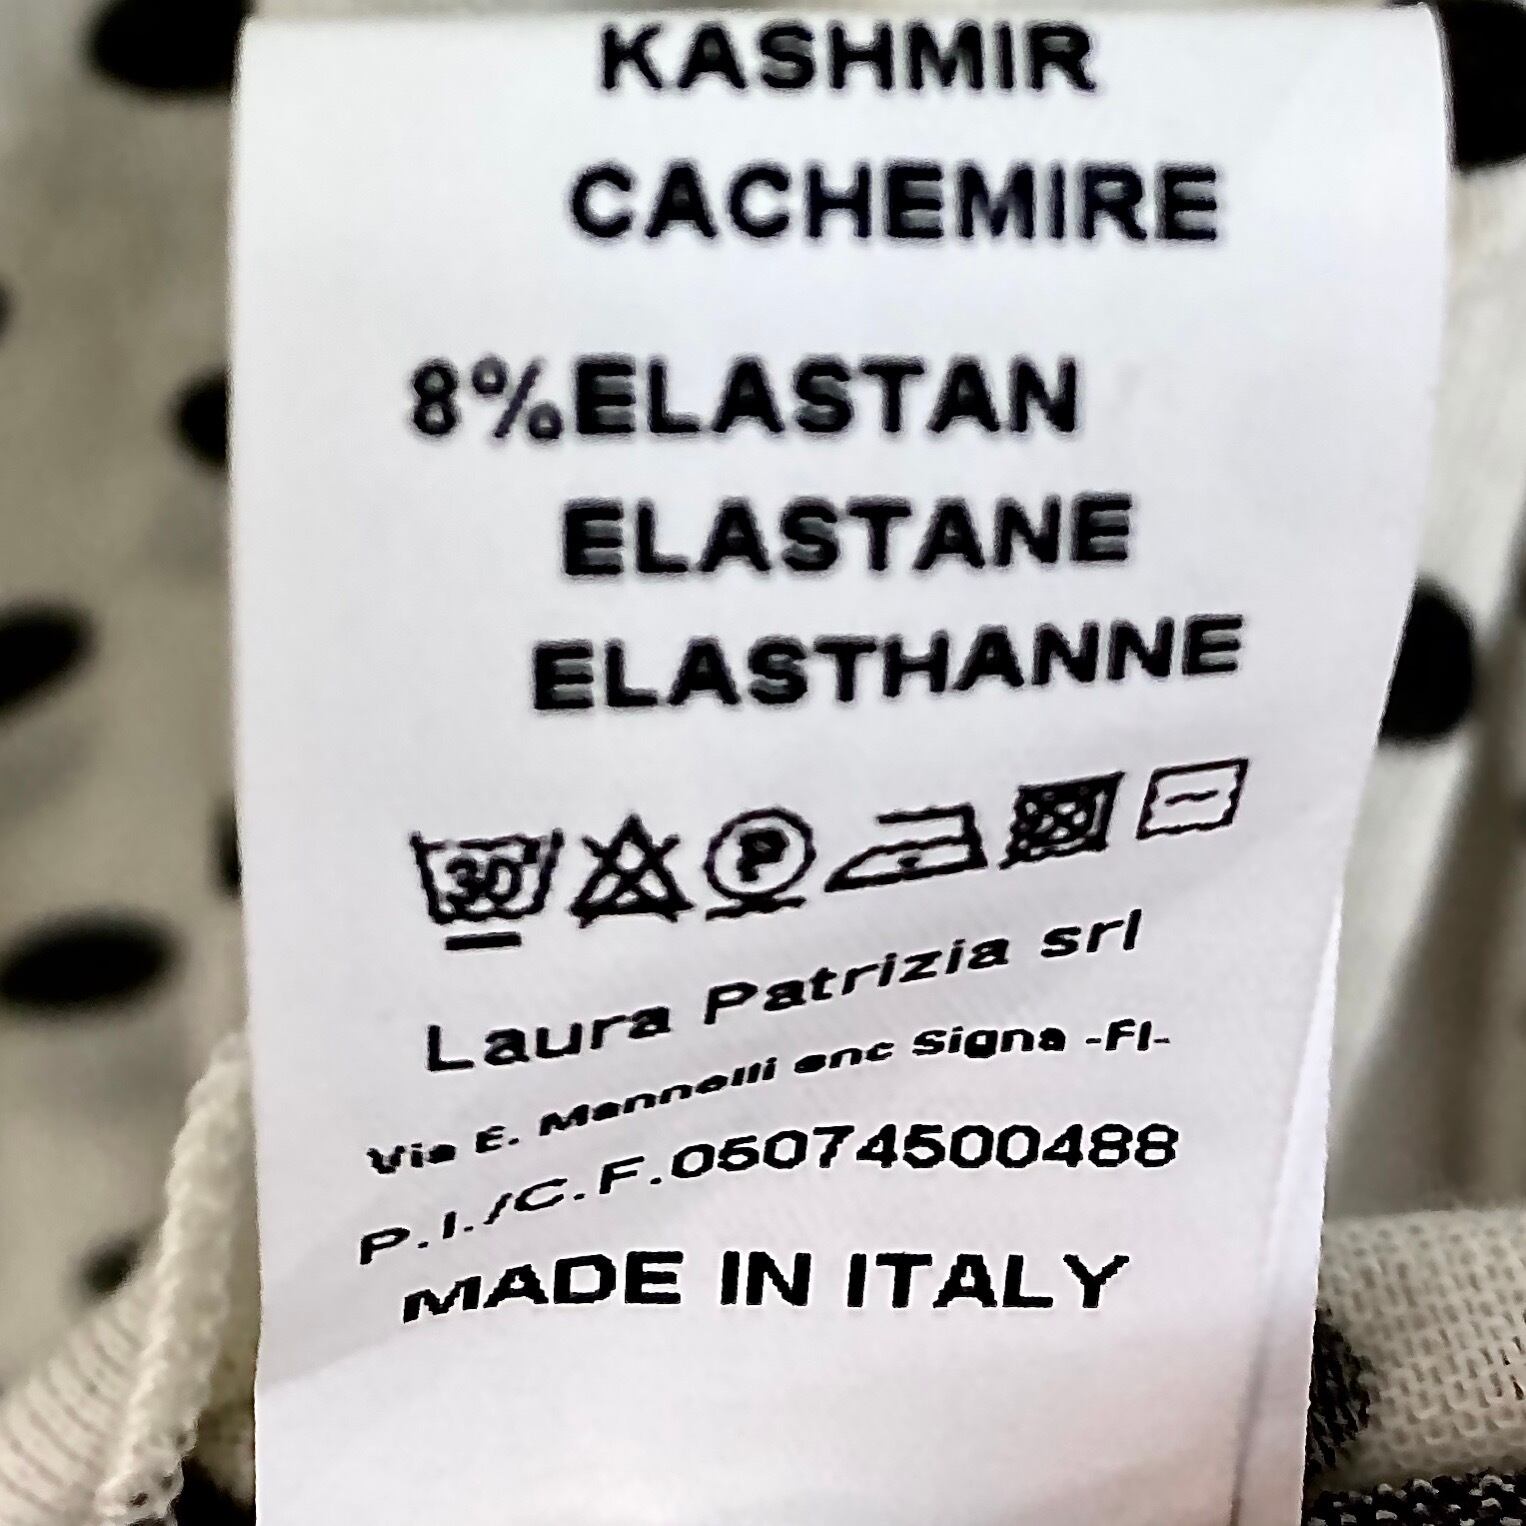 KASHMIR
CACHEMIRE
8%ELASTAN
ELASTANE
ELASTHANNE
30 P
Laura Patrizia srl
Via E. Mannelli snc Signa -FI-
P.I./C.F.05074500488
MADE IN ITALY